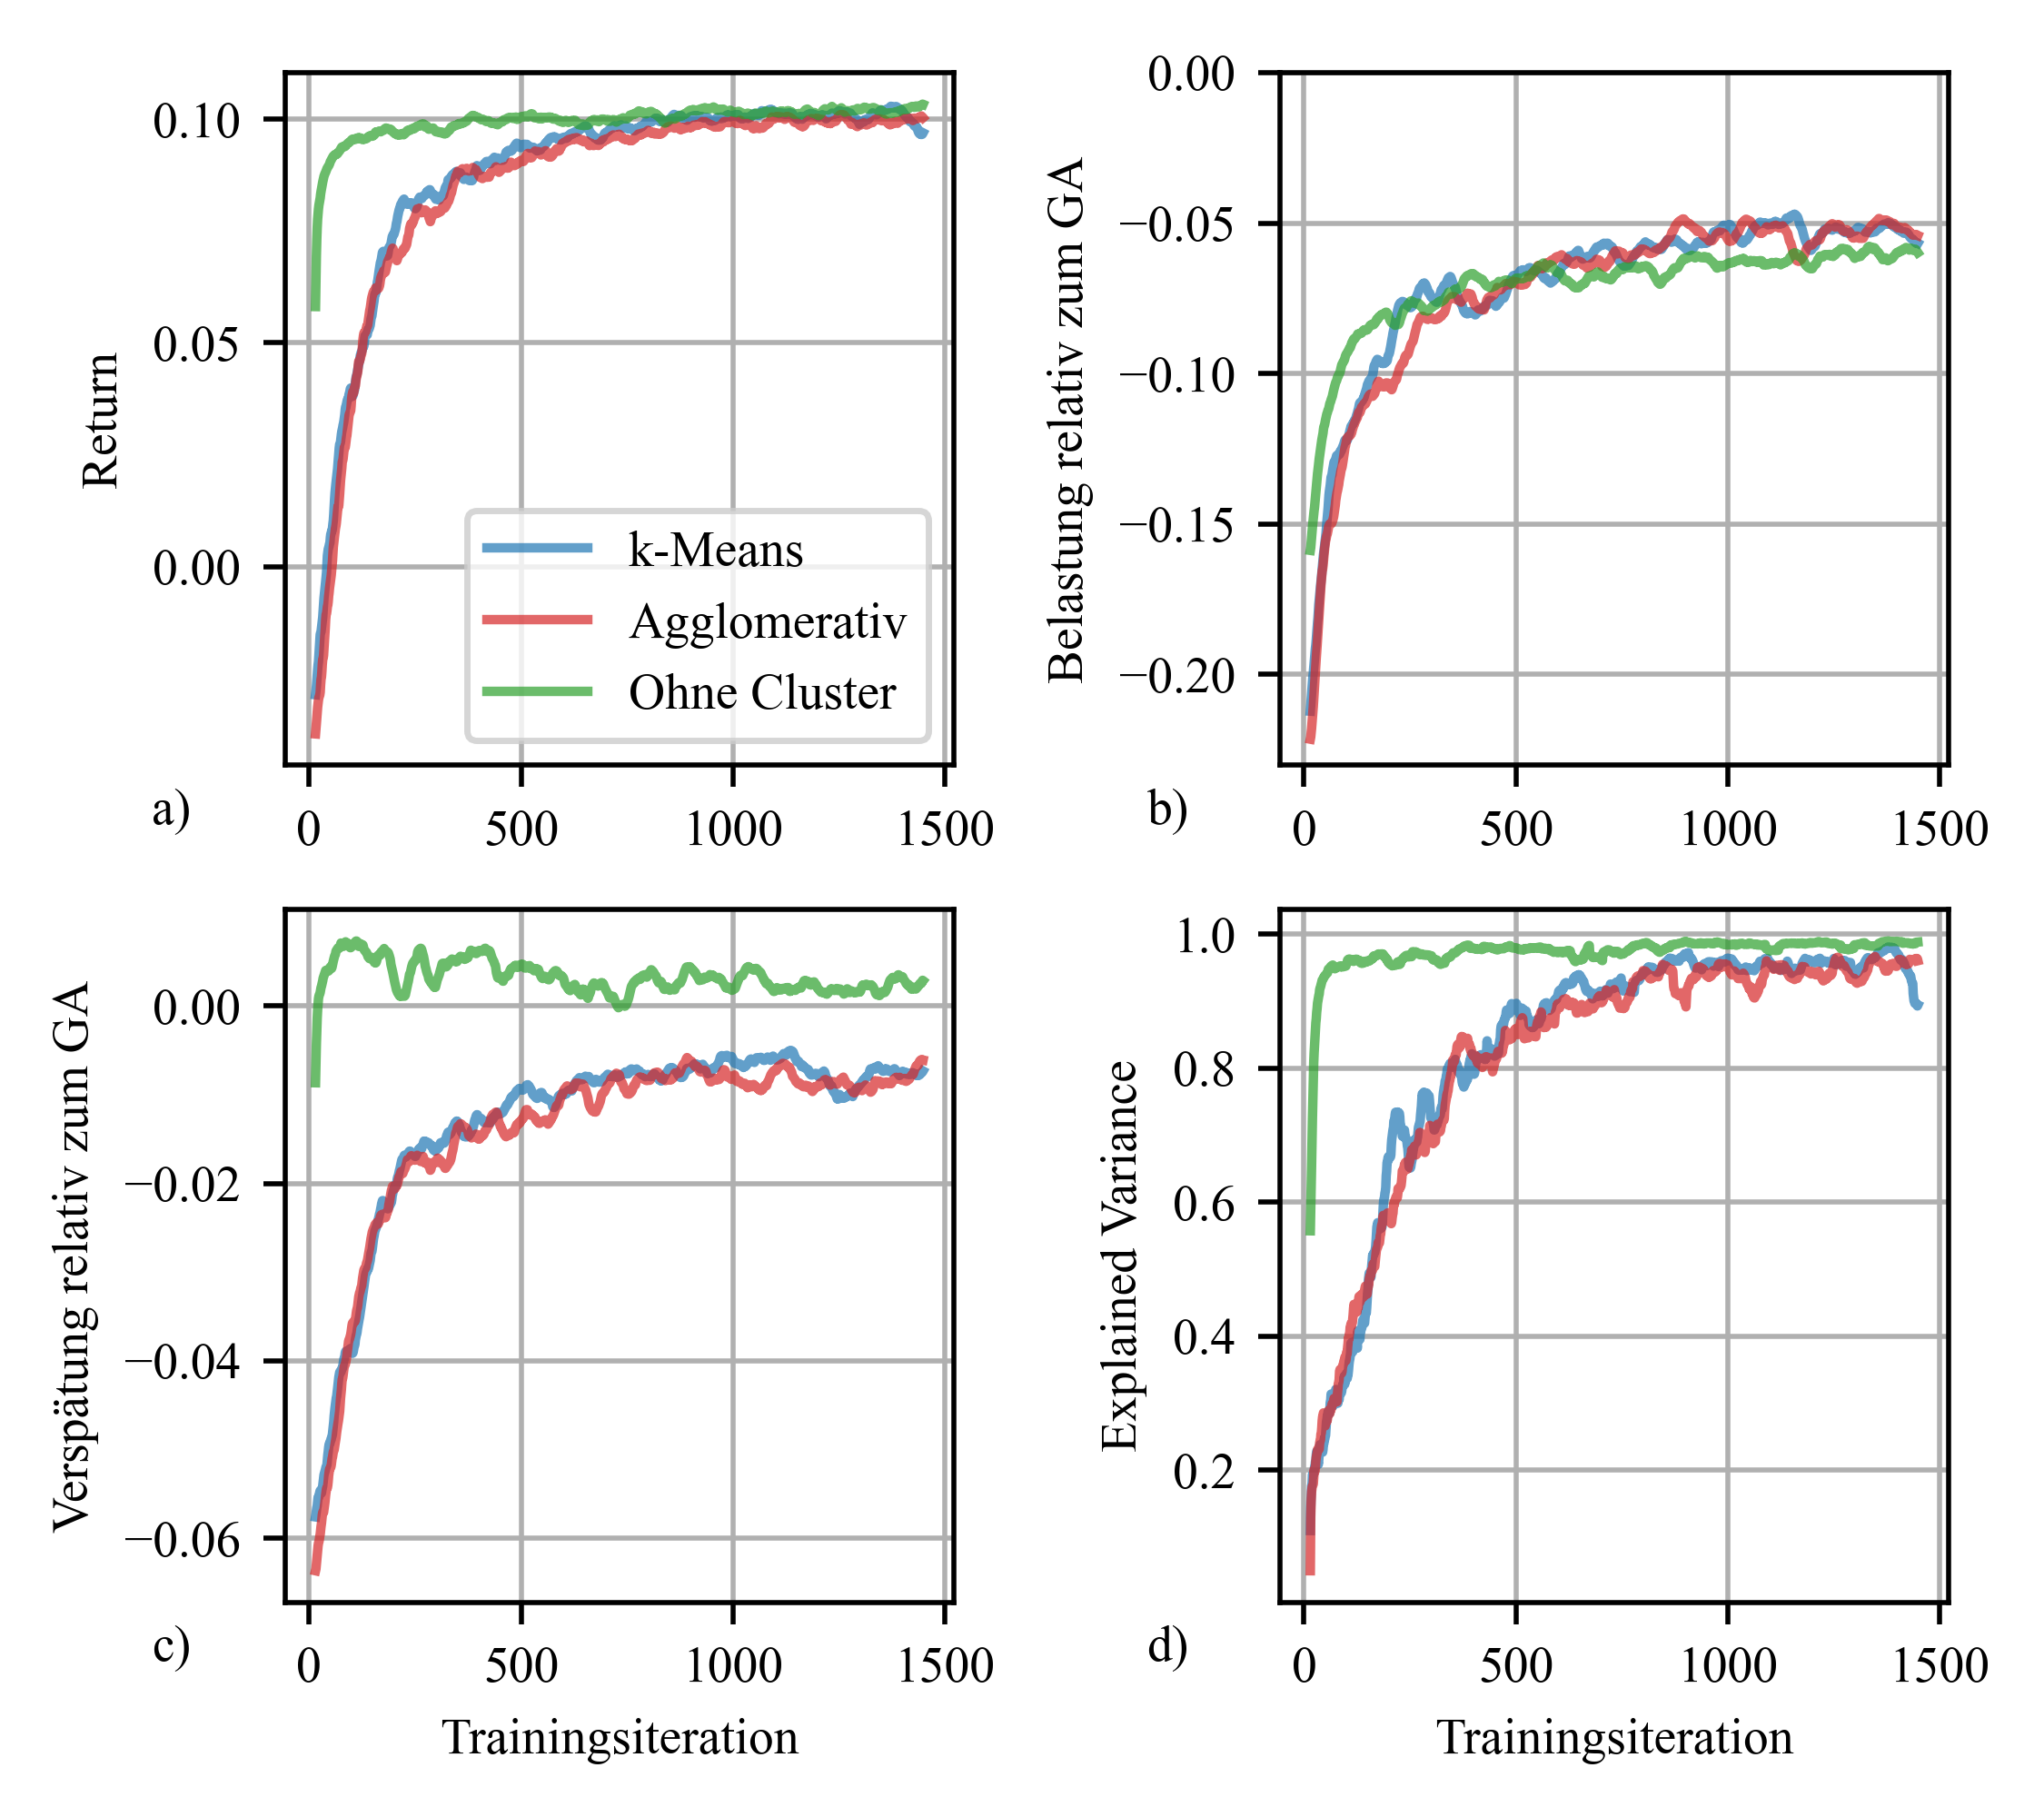 Return
0.10
0.05
0.00
k-Means
Agglomerativ
Ohne Cluster
a)
0 500 1000 1500
Belastung relativ zum GA
0.00
−0.05
−0.10
−0.15
−0.20
b)
0 500 1000 1500
Verspätung relativ zum GA
0.00
−0.02
−0.04
−0.06
c)
0 500 1000 1500
Trainingsiteration
Explained Variance
1.0
0.8
0.6
0.4
0.2
d)
0 500 1000 1500
Trainingsiteration